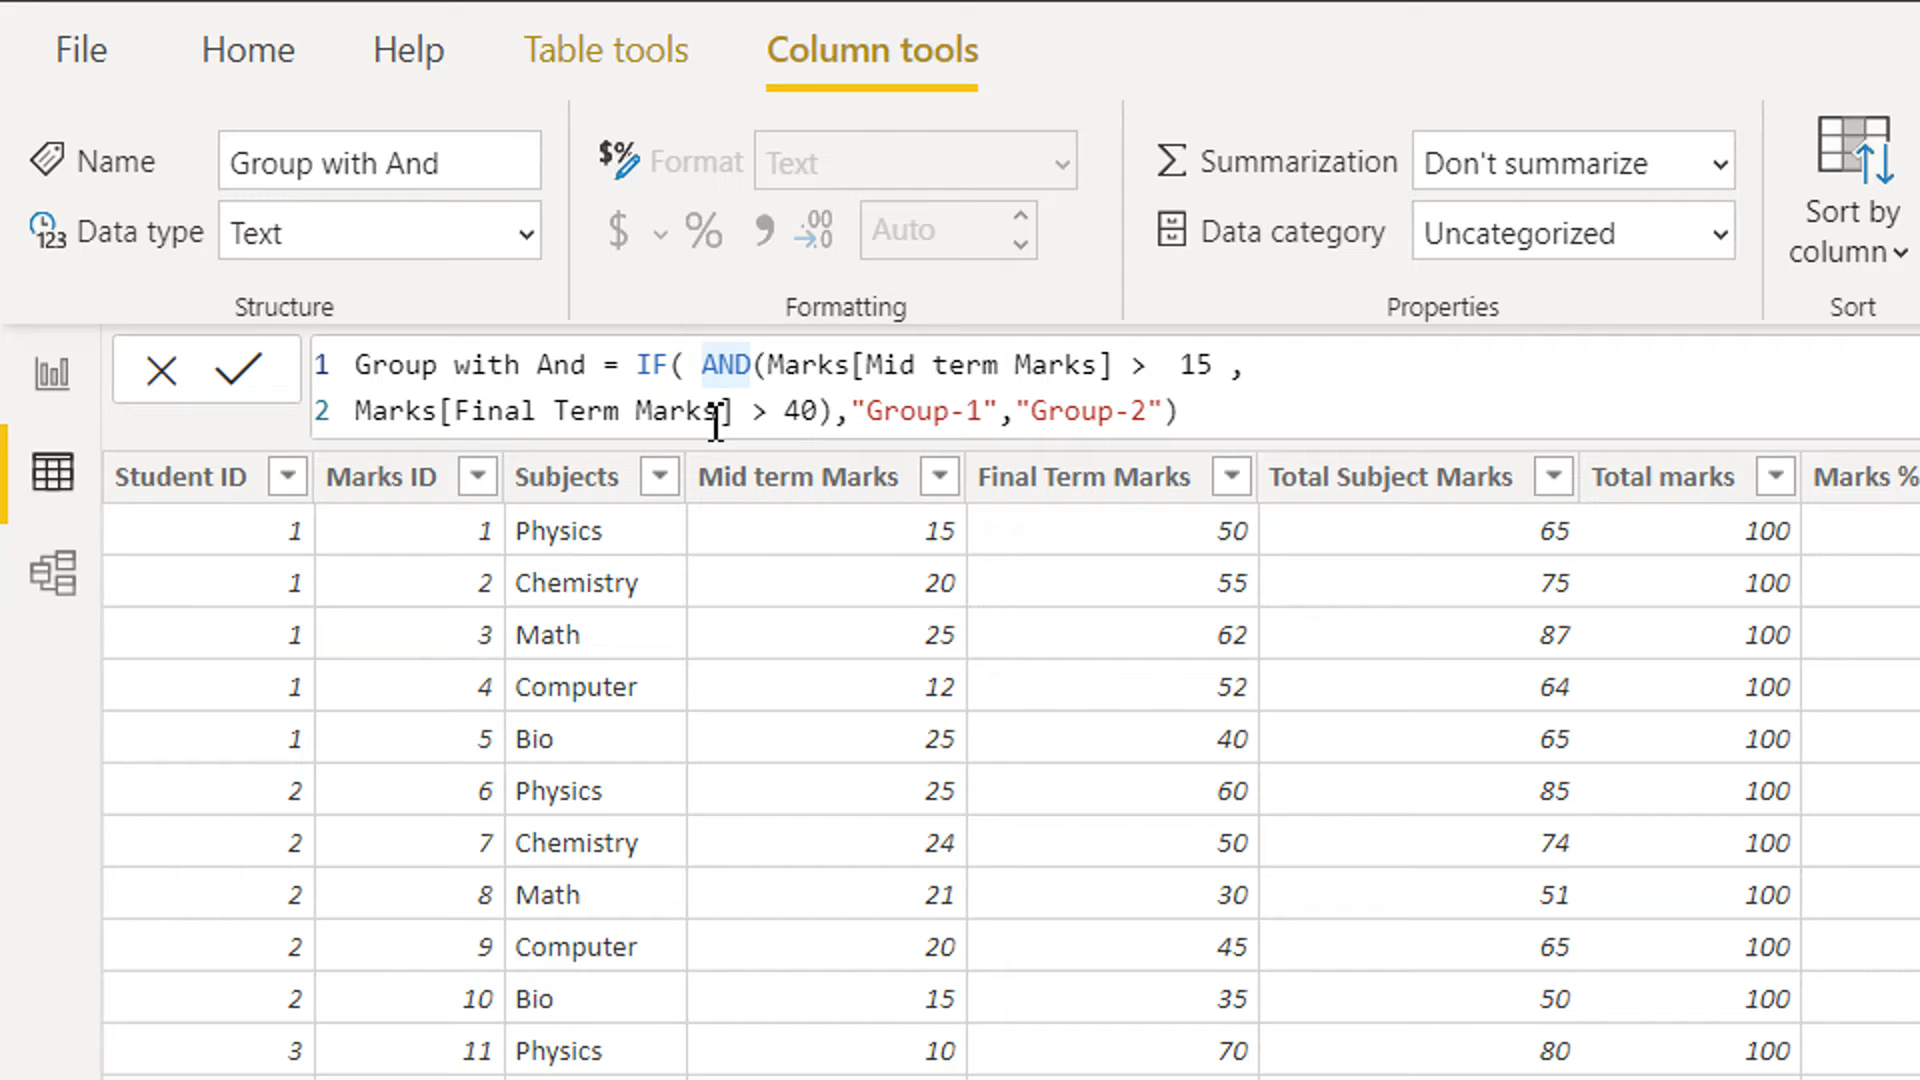 File Home Help Table tools Column tools
Name Group with And $% Format Text Summarization Don't summarize
123 Data type Text $ % 9 .00 →.0 Auto Data category Uncategorized Sort by column
Structure Formatting Properties Sort
1 Group with And = IF( AND(Marks[Mid term Marks] > 15 ,
2 Marks[Final Term Marks] > 40),"Group-1","Group-2")
Student ID Marks ID Subjects Mid term Marks Final Term Marks Total Subject Marks Total marks Marks %
1 1 Physics 15 50 65 100
1 2 Chemistry 20 55 75 100
1 3 Math 25 62 87 100
1 4 Computer 12 52 64 100
1 5 Bio 25 40 65 100
2 6 Physics 25 60 85 100
2 7 Chemistry 24 50 74 100
2 8 Math 21 30 51 100
2 9 Computer 20 45 65 100
2 10 Bio 15 35 50 100
3 11 Physics 10 70 80 100